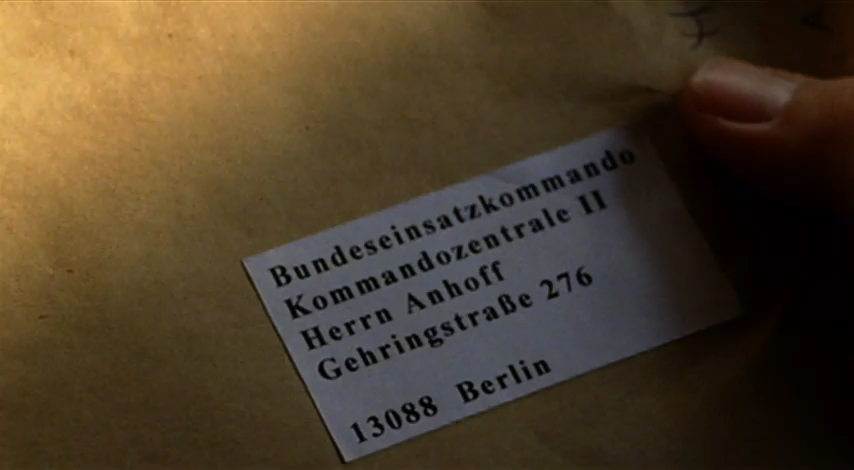 Bundeseinsatzkommando
Kommandozentrale II
Herrn Anhoff
Gehringstraße 276
13088 Berlin